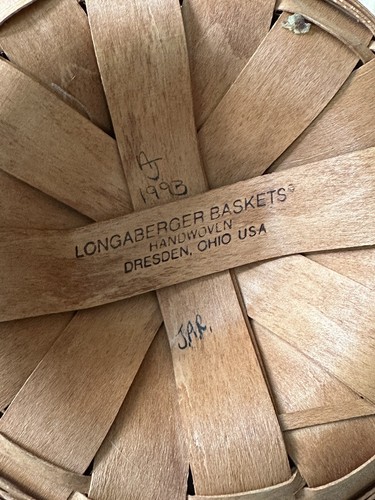 AJ
1993
LONGABERGER BASKETS®
HANDWOVEN
DRESDEN, OHIO USA
J.A.R.